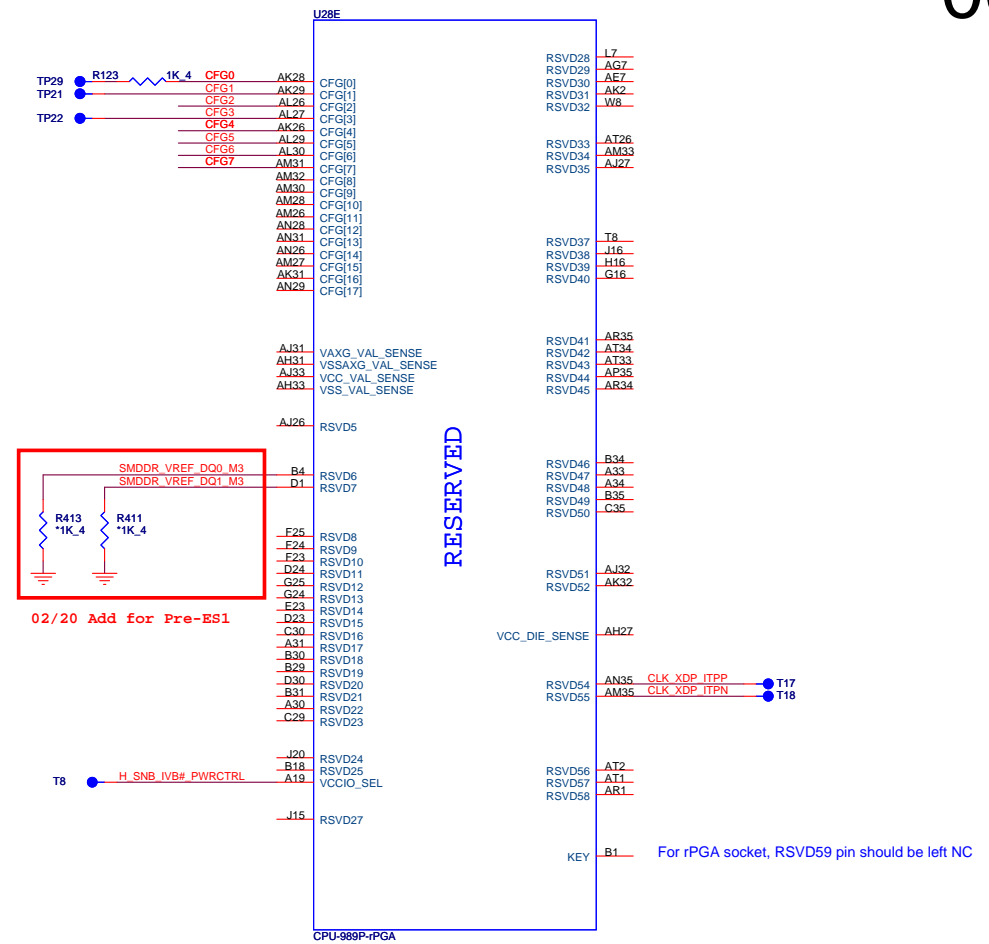 U28E
TP29 R123 1K_4 CFG0 AK28 CFG[0]
TP21 CFG1 AK29 CFG[1]
CFG2 AL26 CFG[2]
TP22 CFG3 AL27 CFG[3]
CFG4 AK26 CFG[4]
CFG5 AL29 CFG[5]
CFG6 AL30 CFG[6]
CFG7 AM31 CFG[7]
AM32 CFG[8]
AM30 CFG[9]
AM28 CFG[10]
AM26 CFG[11]
AN28 CFG[12]
AN31 CFG[13]
AN26 CFG[14]
AM27 CFG[15]
AK31 CFG[16]
AN29 CFG[17]
AJ31 VAXG_VAL_SENSE
AH31 VSSAXG_VAL_SENSE
AJ33 VCC_VAL_SENSE
AH33 VSS_VAL_SENSE
AJ26 RSVD5
SMDDR_VREF_DQ0_M3 B4 RSVD6
SMDDR_VREF_DQ1_M3 D1 RSVD7
R413 R411
*1K_4 *1K_4
02/20 Add for Pre-ES1
F25 RSVD8
F24 RSVD9
F23 RSVD10
D24 RSVD11
G25 RSVD12
G24 RSVD13
E23 RSVD14
D23 RSVD15
C30 RSVD16
A31 RSVD17
B30 RSVD18
B29 RSVD19
D30 RSVD20
B31 RSVD21
A30 RSVD22
C29 RSVD23
J20 RSVD24
B18 RSVD25
T8 H_SNB_IVB#_PWRCTRL A19 VCCIO_SEL
J15 RSVD27
RESERVED
RSVD28 L7
RSVD29 AG7
RSVD30 AE7
RSVD31 AK2
RSVD32 W8
RSVD33 AT26
RSVD34 AM33
RSVD35 AJ27
RSVD37 T8
RSVD38 J16
RSVD39 H16
RSVD40 G16
RSVD41 AR35
RSVD42 AT34
RSVD43 AT33
RSVD44 AP35
RSVD45 AR34
RSVD46 B34
RSVD47 A33
RSVD48 A34
RSVD49 B35
RSVD50 C35
RSVD51 AJ32
RSVD52 AK32
VCC_DIE_SENSE AH27
RSVD54 AN35 CLK_XDP_ITPP T17
RSVD55 AM35 CLK_XDP_ITPN T18
RSVD56 AT2
RSVD57 AT1
RSVD58 AR1
KEY B1 For rPGA socket, RSVD59 pin should be left NC
CPU-989P-rPGA